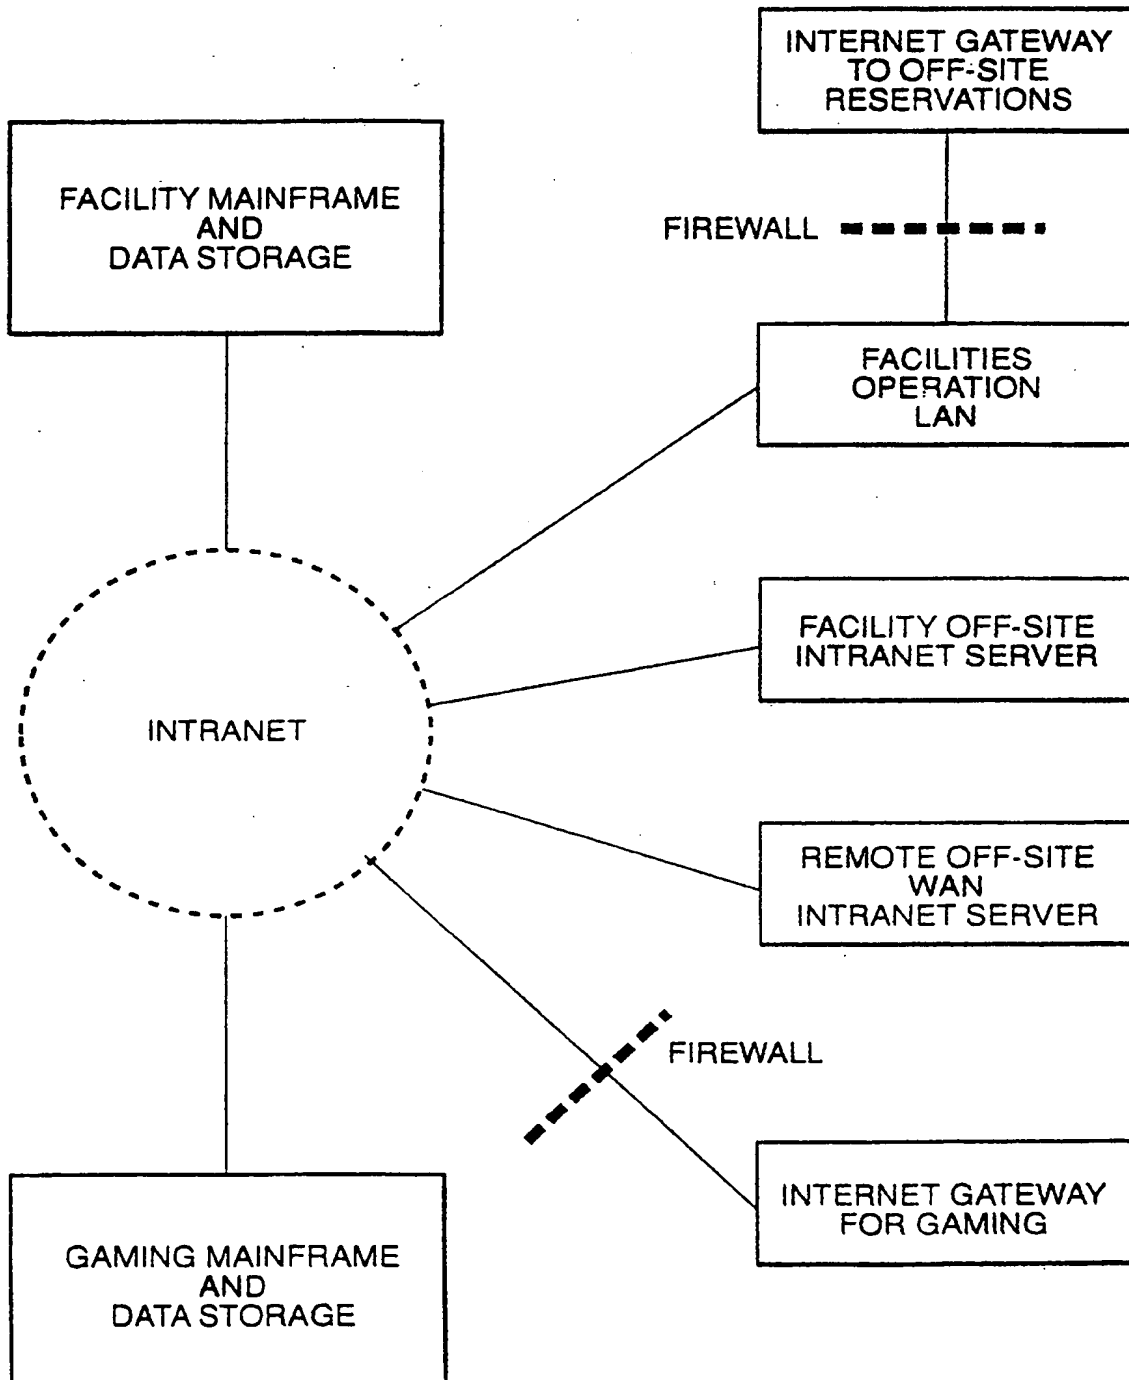 INTERNET GATEWAY
TO OFF-SITE
RESERVATIONS
FACILITY MAINFRAME
AND
DATA STORAGE
FIREWALL
FACILITIES
OPERATION
LAN
FACILITY OFF-SITE
INTRANET SERVER
INTRANET
REMOTE OFF-SITE
WAN
INTRANET SERVER
FIREWALL
INTERNET GATEWAY
FOR GAMING
GAMING MAINFRAME
AND
DATA STORAGE